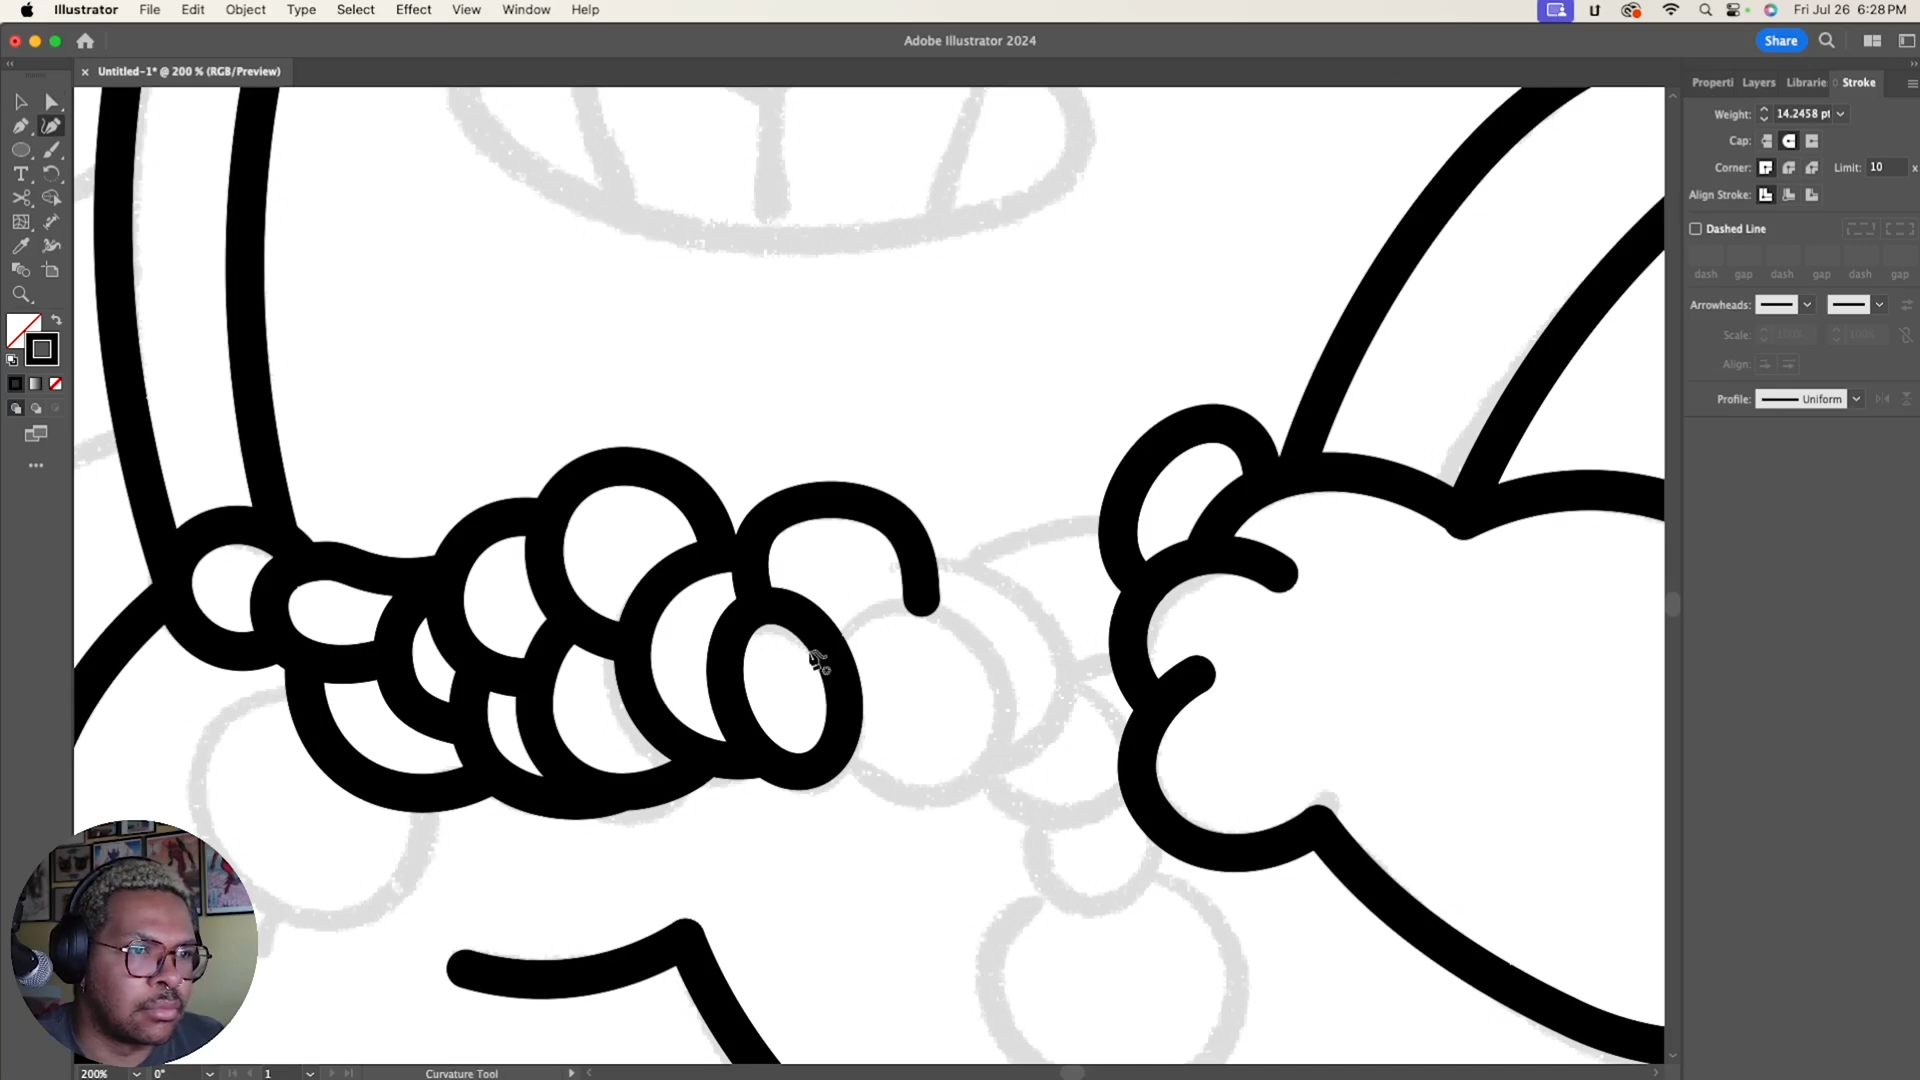 Illustrator File Edit Object Type Select Effect View Window Help Fri Jul 26 6:28 PM
Adobe Illustrator 2024 Share
× Untitled-1* @ 200 % (RGB/Preview)
Properti Layers Librarie Stroke
Weight: 14.2458 pt
Cap:
Corner: Limit: 10 x
Align Stroke:
Dashed Line
dash gap dash gap dash gap
Arrowheads:
Scale: 100% 100%
Align:
Profile: Uniform
200% 0° 1 Curvature Tool